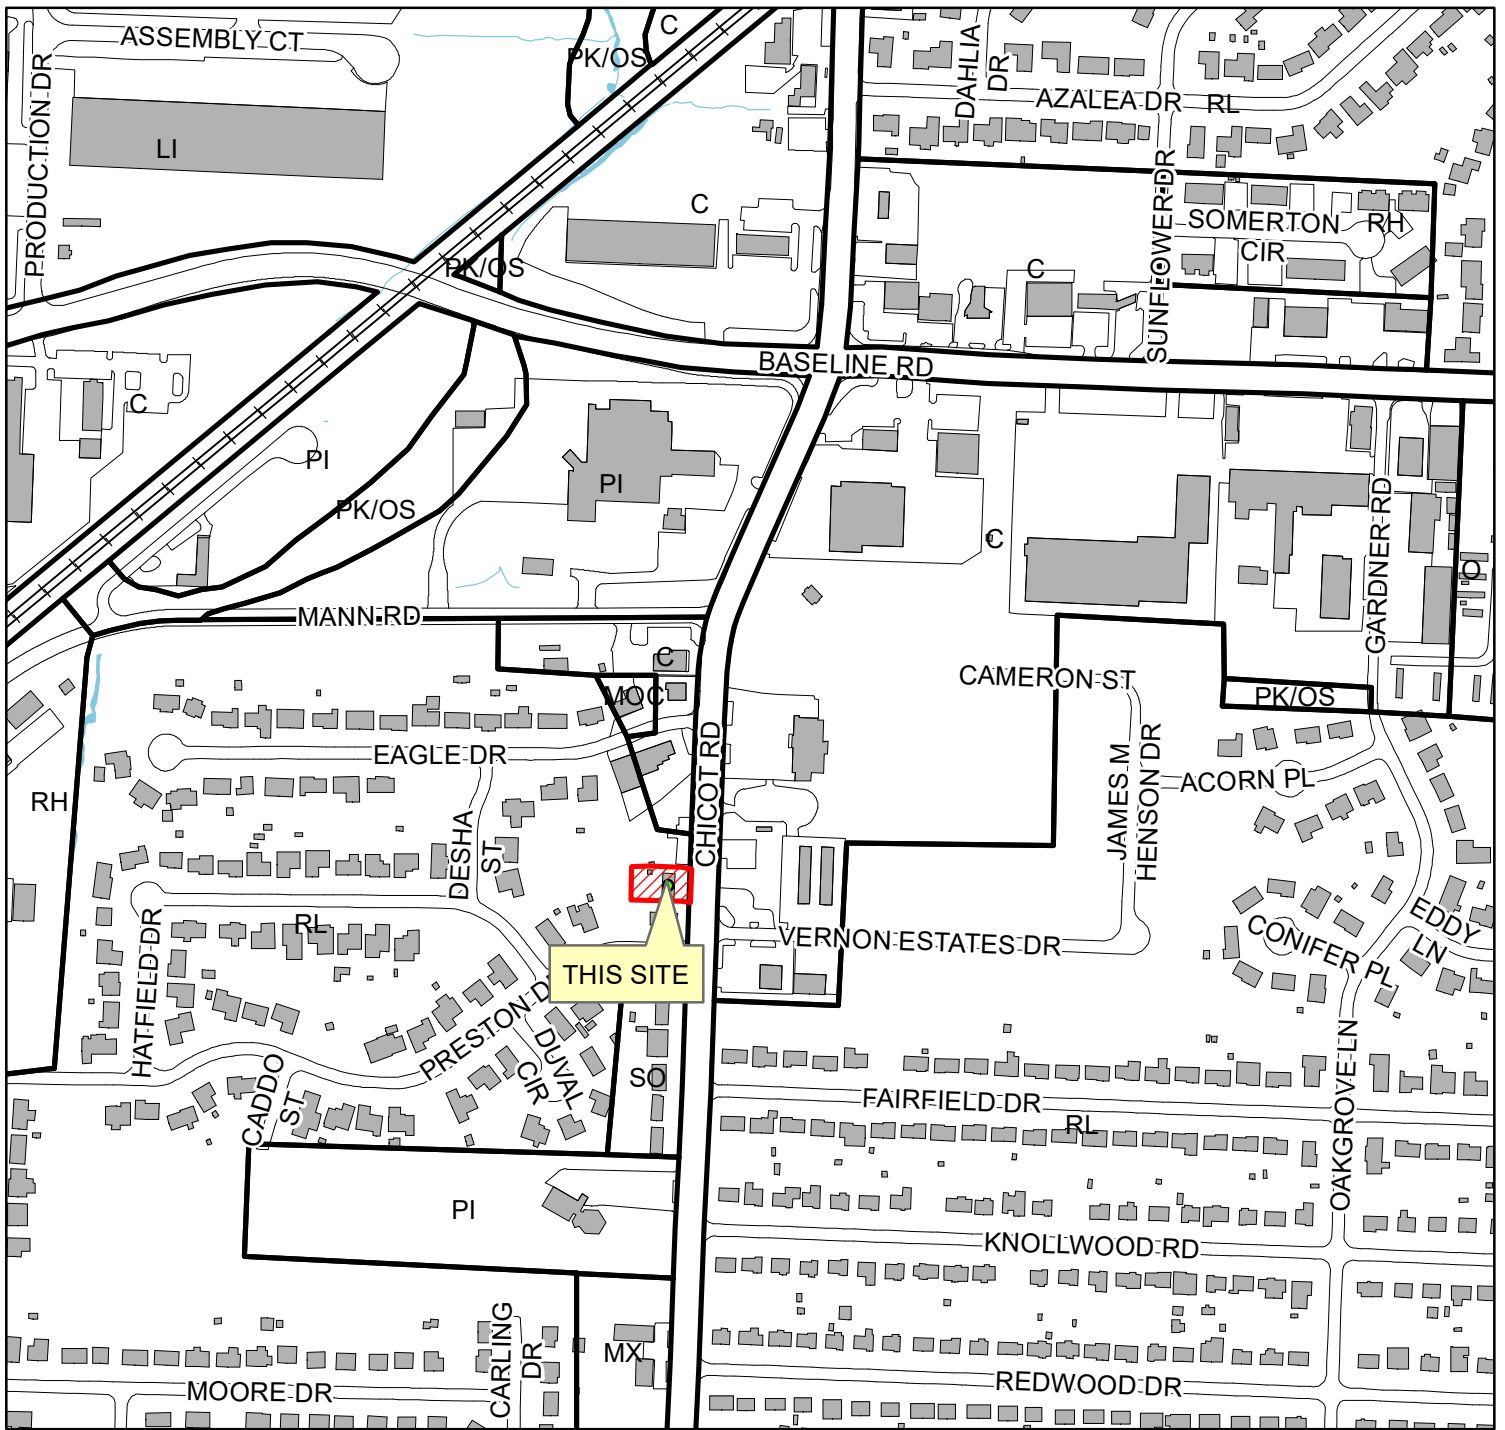 C
PK/OS
ASSEMBLY CT
DAHLIA
DR
AZALEA DR
RL
PRODUCTION DR
LI
C
SUNFLOWER DR
SOMERTON
CIR
RH
PK/OS
C
BASELINE RD
C
PI
PI
PK/OS
C
GARDNER RD
O
MANN RD
C
MOC
CAMERON ST
PK/OS
EAGLE DR
CHICOT RD
JAMES M
HENSON DR
ACORN PL
RH
DESHA
ST
RL
HATFIELD DR
VERNON ESTATES DR
CONIFER PL
EDDY
LN
THIS SITE
PRESTON D
DUVAL
CIR
CADDO
ST
SO
FAIRFIELD DR
RL
OAKGROVE LN
PI
KNOLLWOOD RD
CARLING
DR
MX
MOORE DR
REDWOOD DR